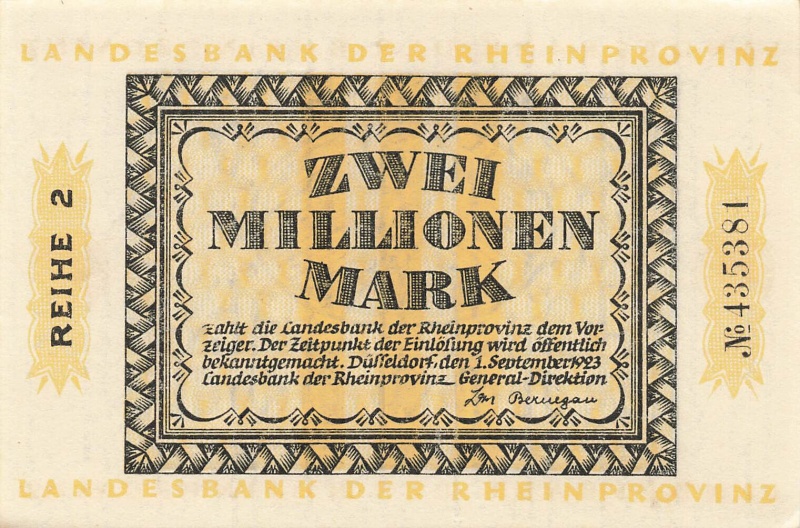 LANDESBANK DER RHEINPROVINZ
REIHE 2
ZWEI
MILLIONEN
MARK
zahlt die Landesbank der Rheinprovinz dem Vor-
zeiger. Der Zeitpunkt der Einlösung wird öffentlich
bekanntgemacht. Düsseldorf, den 1. September 1923
Landesbank der Rheinprovinz General-Direktion
Bernegau
№ 435381
LANDESBANK DER RHEINPROVINZ